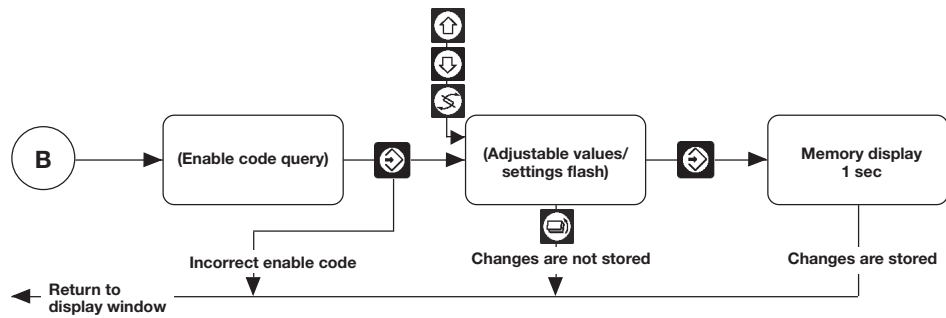 B
(Enable code query)
(Adjustable values/
settings flash)
Memory display
1 sec
Incorrect enable code
Changes are not stored
Changes are stored
Return to
display window